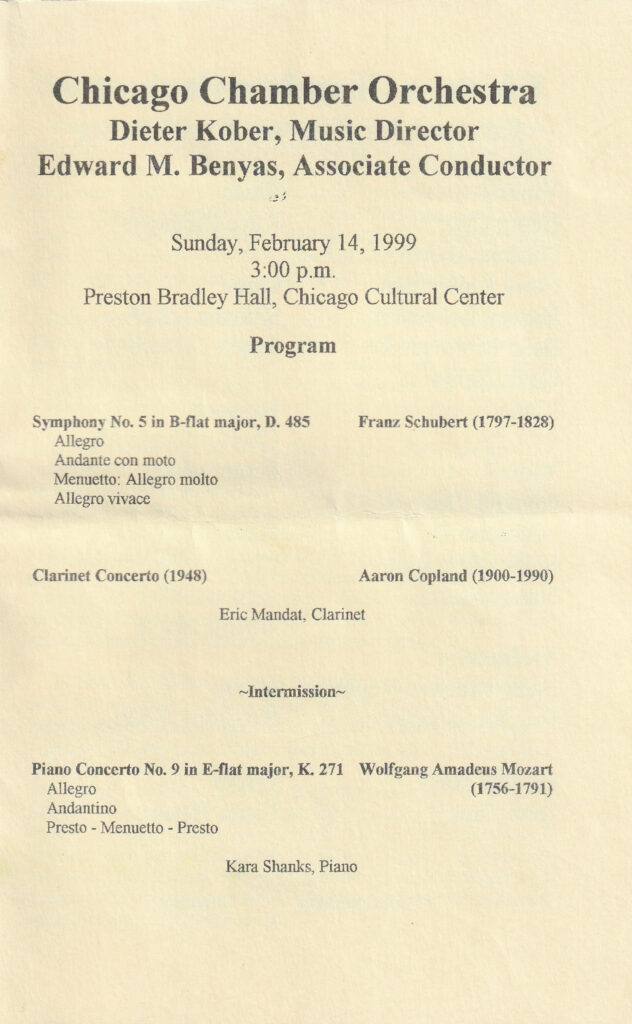 Chicago Chamber Orchestra
Dieter Kober, Music Director
Edward M. Benyas, Associate Conductor
Sunday, February 14, 1999
3:00 p.m.
Preston Bradley Hall, Chicago Cultural Center
Program
Symphony No. 5 in B-flat major, D. 485 Franz Schubert (1797-1828)
Allegro
Andante con moto
Menuetto: Allegro molto
Allegro vivace
Clarinet Concerto (1948) Aaron Copland (1900-1990)
Eric Mandat, Clarinet
~Intermission~
Piano Concerto No. 9 in E-flat major, K. 271 Wolfgang Amadeus Mozart
Allegro (1756-1791)
Andantino
Presto - Menuetto - Presto
Kara Shanks, Piano